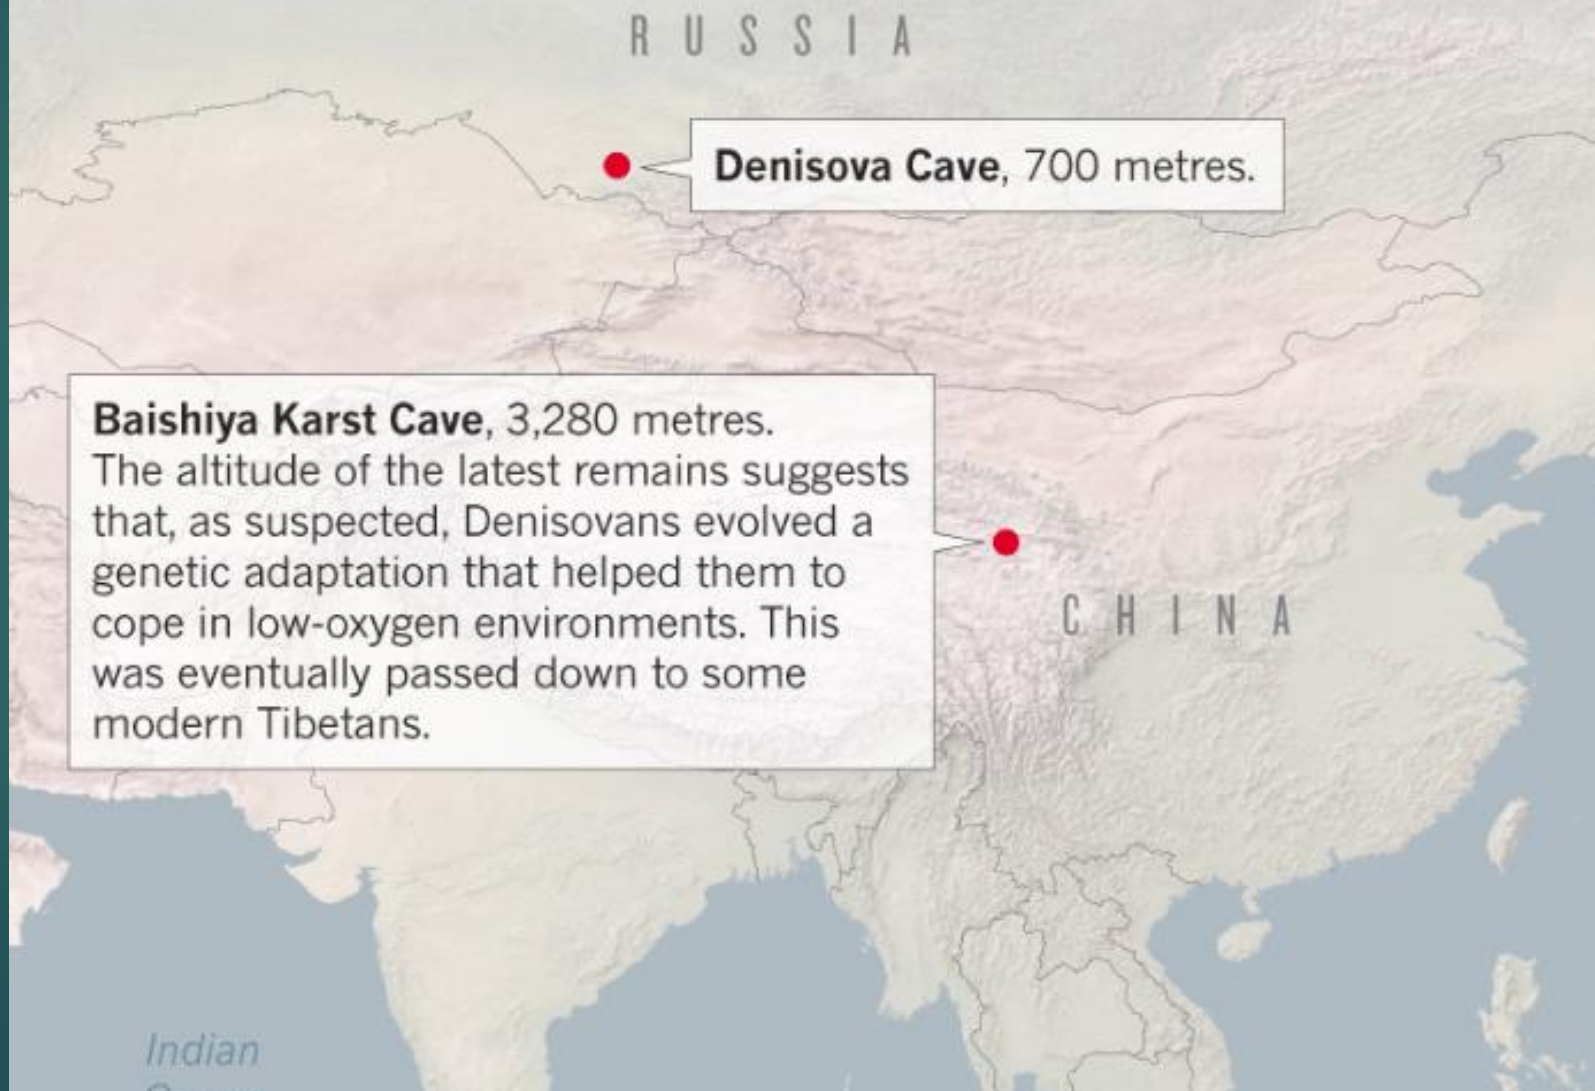 RUSSIA
Denisova Cave, 700 metres.
Baishiya Karst Cave, 3,280 metres.
The altitude of the latest remains suggests
that, as suspected, Denisovans evolved a
genetic adaptation that helped them to
cope in low-oxygen environments. This
was eventually passed down to some
modern Tibetans.
CHINA
Indian